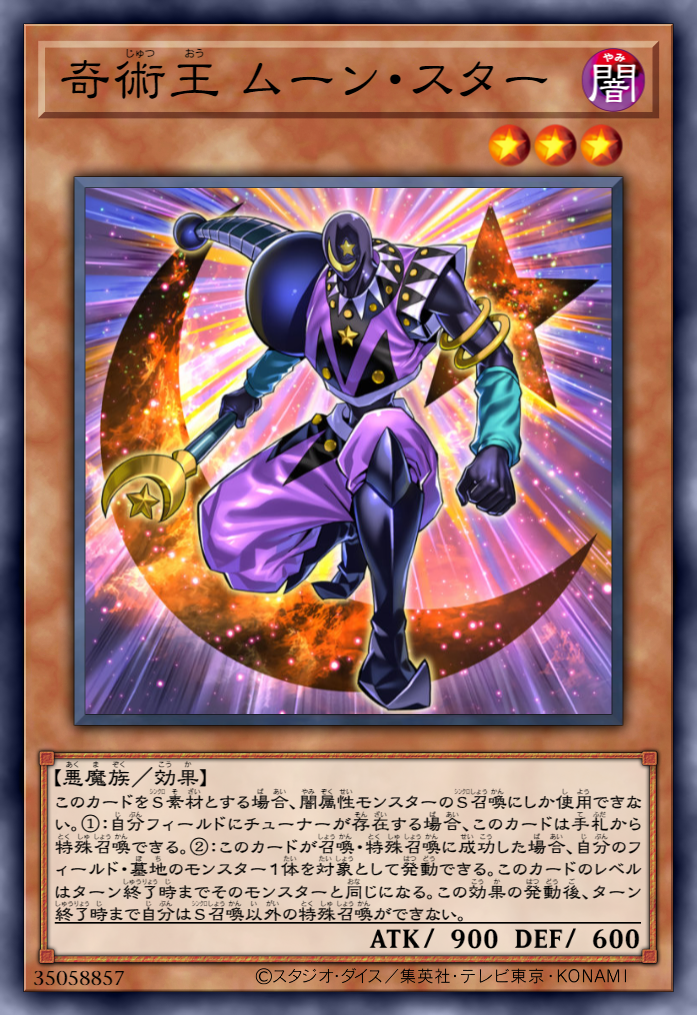 奇術王 ムーン・スター
闇
【悪魔族／効果】
このカードをＳ素材とする場合、闇属性モンスターのＳ召喚にしか使用できな
い。①：自分フィールドにチューナーが存在する場合、このカードは手札から
特殊召喚できる。②：このカードが召喚・特殊召喚に成功した場合、自分のフ
ィールド・墓地のモンスター１体を対象として発動できる。このカードのレベル
はターン終了時までそのモンスターと同じになる。この効果の発動後、ターン
終了時まで自分はＳ召喚以外の特殊召喚ができない。
ATK/ 900 DEF/ 600
35058857
©スタジオ・ダイス／集英社・テレビ東京・KONAMI